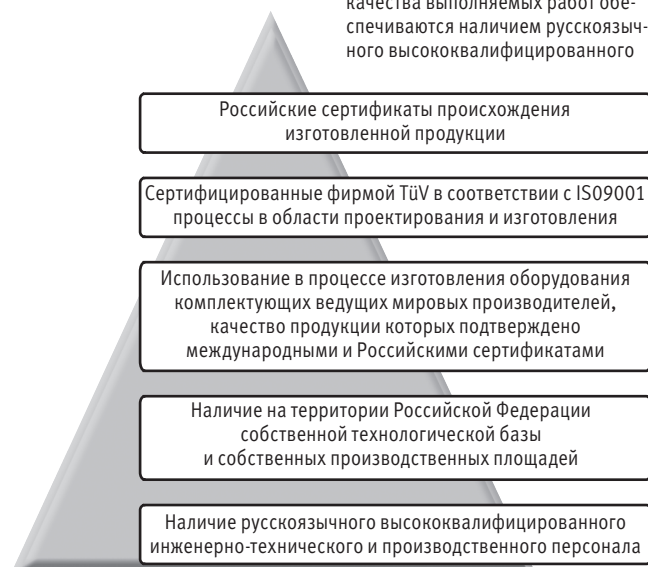 качества выполняемых работ обе-
спечиваются наличием русскоязыч-
ного высококвалифицированного
Российские сертификаты происхождения
изготовленной продукции
Сертифицированные фирмой TüV в соответствии с IS09001
процессы в области проектирования и изготовления
Использование в процессе изготовления оборудования
комплектующих ведущих мировых производителей,
качество продукции которых подтверждено
международными и Российскими сертификатами
Наличие на территории Российской Федерации
собственной технологической базы
и собственных производственных площадей
Наличие русскоязычного высококвалифицированного
инженерно-технического и производственного персонала